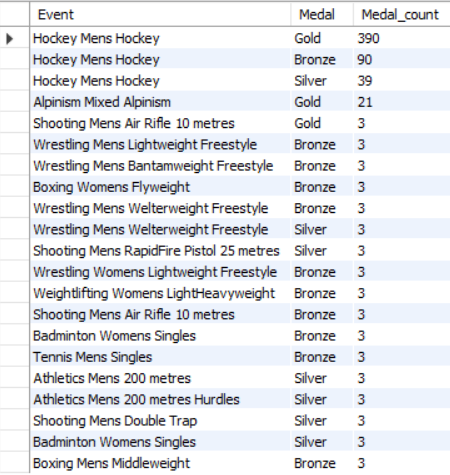 Event Medal Medal_count
Hockey Mens Hockey Gold 390
Hockey Mens Hockey Bronze 90
Hockey Mens Hockey Silver 39
Alpinism Mixed Alpinism Gold 21
Shooting Mens Air Rifle 10 metres Gold 3
Wrestling Mens Lightweight Freestyle Bronze 3
Wrestling Mens Bantamweight Freestyle Bronze 3
Boxing Womens Flyweight Bronze 3
Wrestling Mens Welterweight Freestyle Bronze 3
Wrestling Mens Welterweight Freestyle Silver 3
Shooting Mens RapidFire Pistol 25 metres Silver 3
Wrestling Womens Lightweight Freestyle Bronze 3
Weightlifting Womens LightHeavyweight Bronze 3
Shooting Mens Air Rifle 10 metres Bronze 3
Badminton Womens Singles Bronze 3
Tennis Mens Singles Bronze 3
Athletics Mens 200 metres Silver 3
Athletics Mens 200 metres Hurdles Silver 3
Shooting Mens Double Trap Silver 3
Badminton Womens Singles Silver 3
Boxing Mens Middleweight Bronze 3